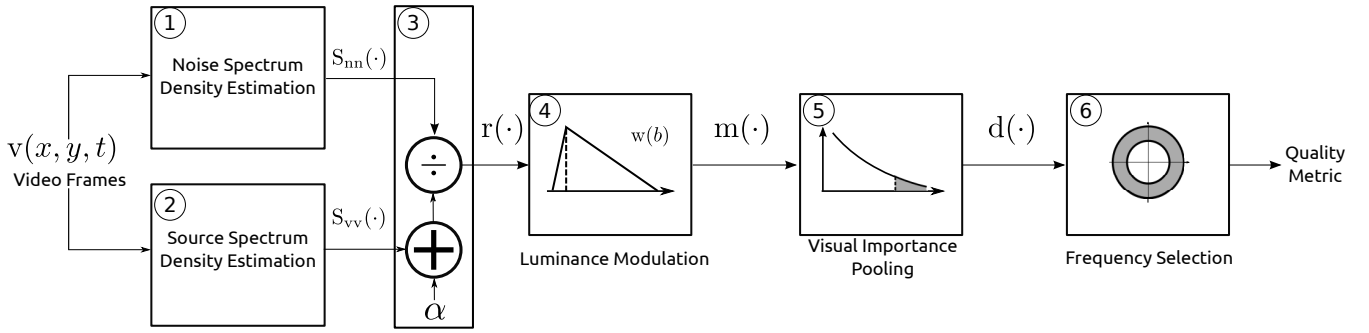 v(x, y, t)
Video Frames
1
Noise Spectrum
Density Estimation
2
Source Spectrum
Density Estimation
Sₙₙ(·)
Sᵥᵥ(·)
3
÷
+
α
r(·)
4
w(b)
Luminance Modulation
m(·)
5
Visual Importance
Pooling
d(·)
6
Frequency Selection
Quality
Metric